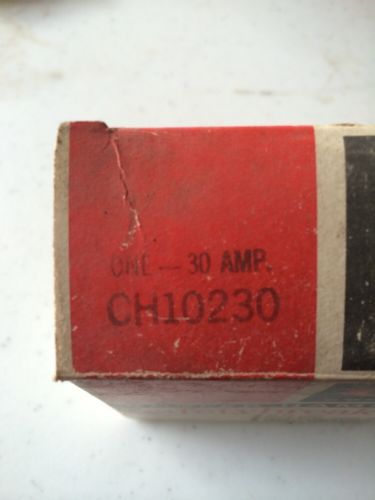 ONE — 30 AMP.
CH10230